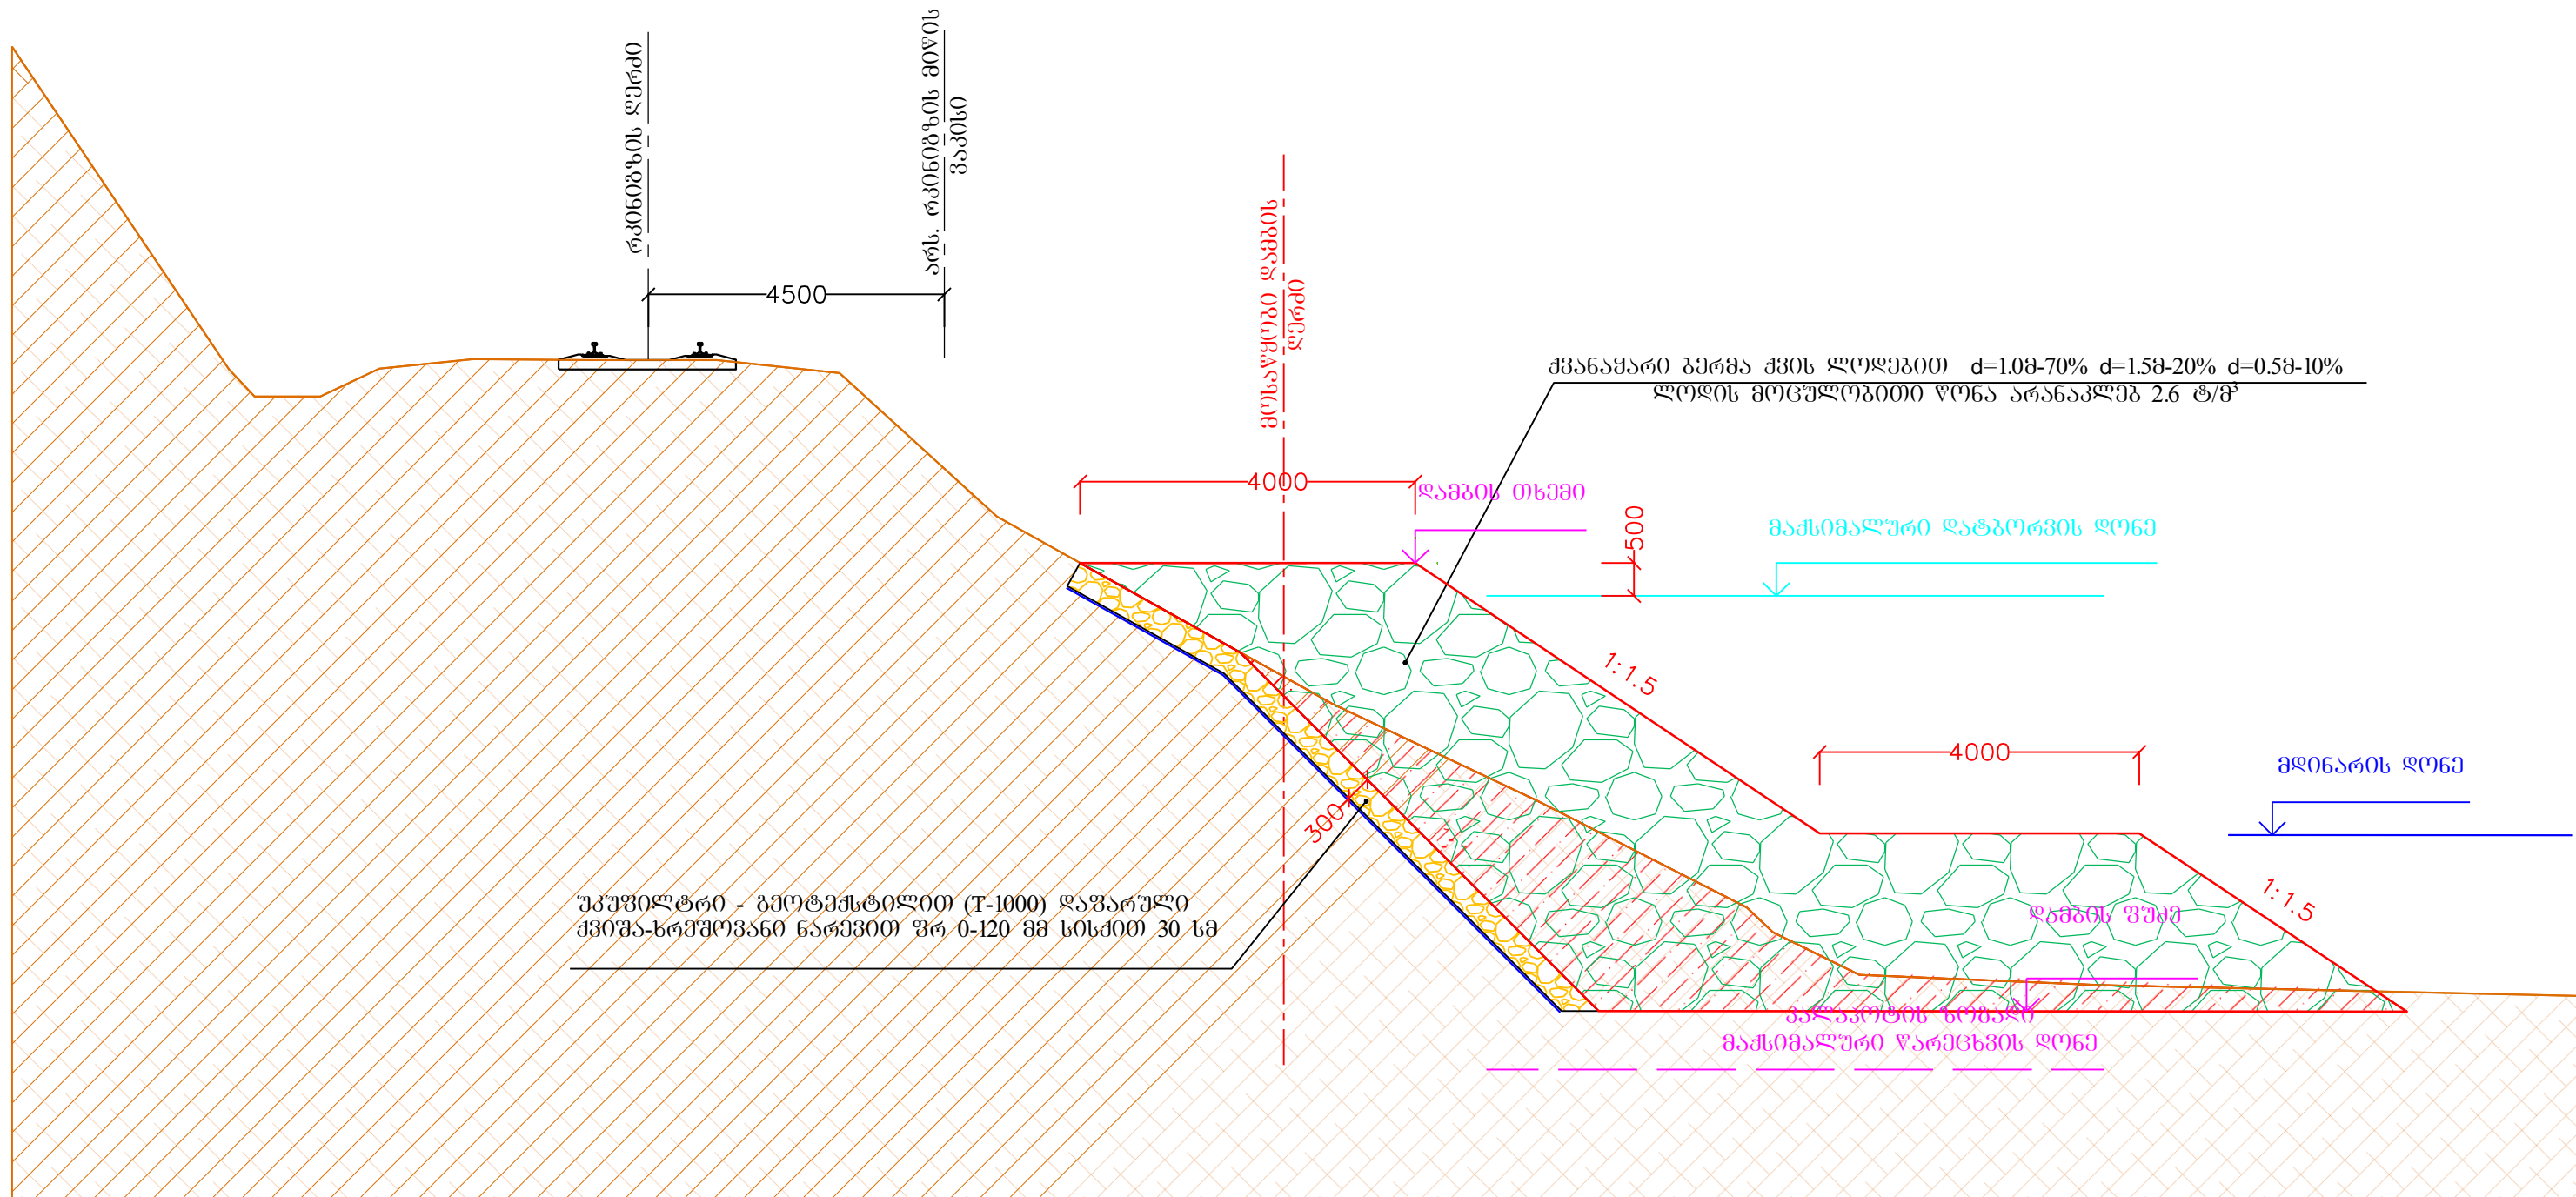 რკინიგზის ღერძი
არს. რკინიგზის მიწის
ვაკისი
4500
მოსაწყობი დამბის
ღერძი
ქვანაყარი ბერმა ქვის ლოდებით d=1.0მ-70% d=1.5მ-20% d=0.5მ-10%
ლოდის მოცულობითი წონა არანაკლებ 2.6 ტ/მ³
4000
დამბის თხემი
500
მაქსიმალური დატბორვის დონე
1:1.5
4000
მდინარის დონე
300
უკუფილტრი - გეოტექსტილით (T-1000) დაფარული
ქვიშა-ხრეშოვანი ნარევით ფრ 0-120 მმ სისქით 30 სმ
1:1.5
დამბის ფუძე
კალაპოტის ზოგადი
მაქსიმალური წარეცხვის დონე